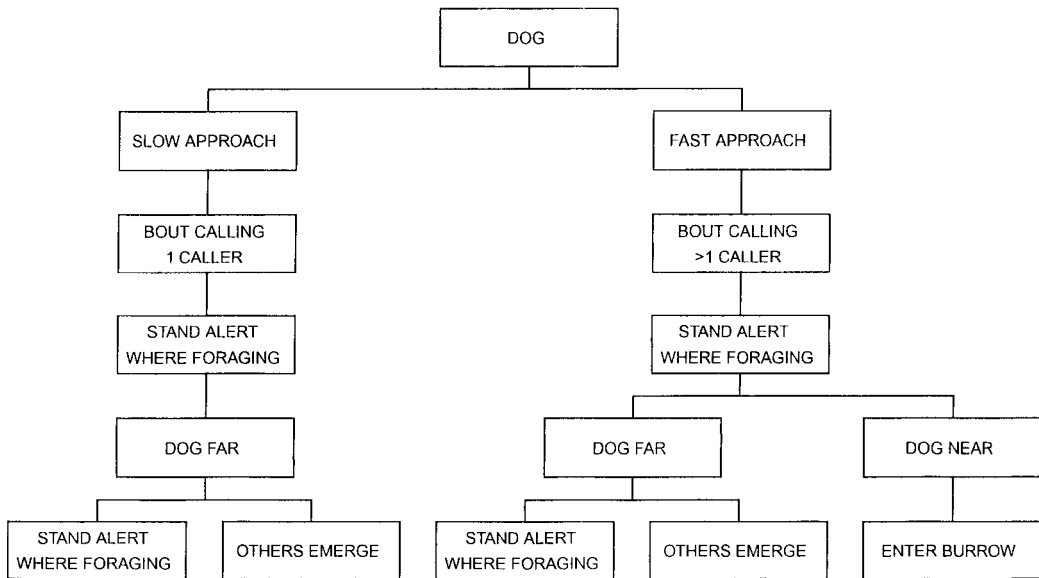 DOG
SLOW APPROACH
FAST APPROACH
BOUT CALLING
1 CALLER
BOUT CALLING
>1 CALLER
STAND ALERT
WHERE FORAGING
STAND ALERT
WHERE FORAGING
DOG FAR
DOG FAR
DOG NEAR
STAND ALERT
WHERE FORAGING
OTHERS EMERGE
STAND ALERT
WHERE FORAGING
OTHERS EMERGE
ENTER BURROW